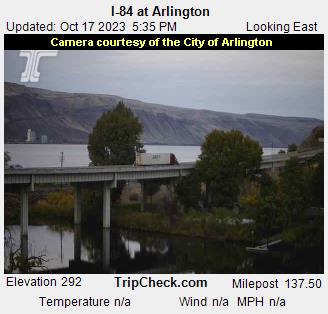 I-84 at Arlington
Updated: Oct 17 2023 5:35 PM Looking East
Camera courtesy of the City of Arlington
Elevation 292 TripCheck.com Milepost 137.50
Temperature n/a Wind n/a MPH n/a